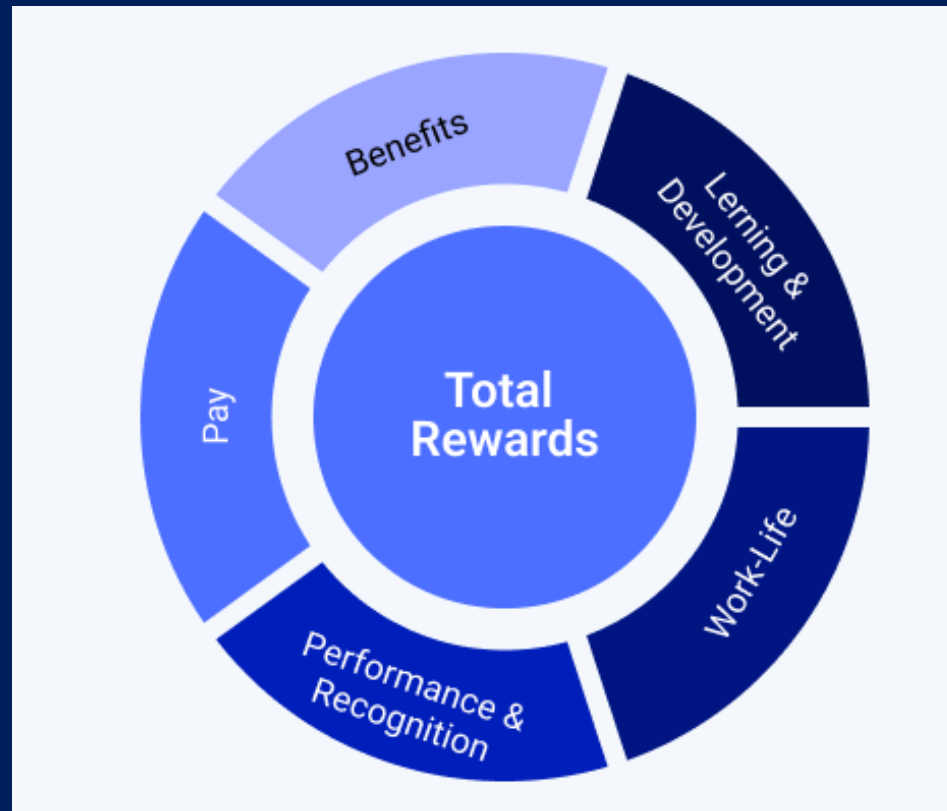 Benefits
Lerning &
Development
Total
Rewards
Pay
Work-Life
Performance &
Recognition